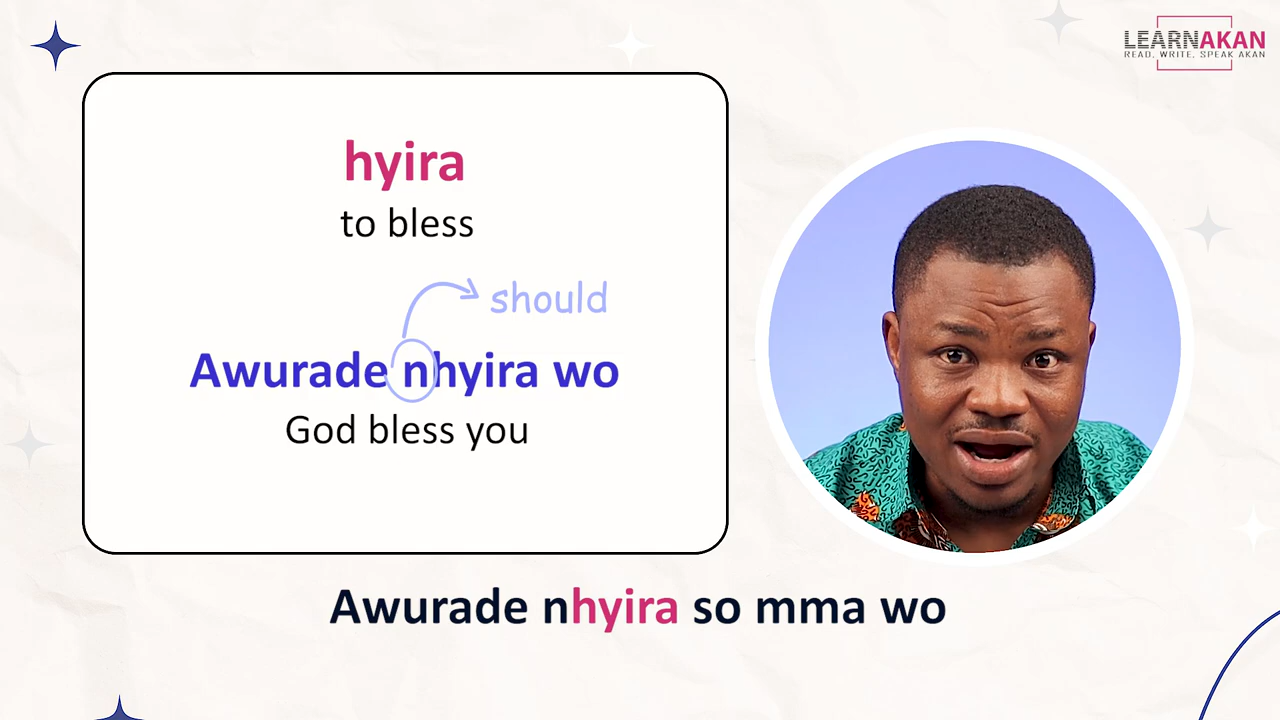 LEARNAKAN
READ, WRITE, SPEAK AKAN
hyira
to bless
should
Awurade nhyira wo
God bless you
Awurade nhyira so mma wo